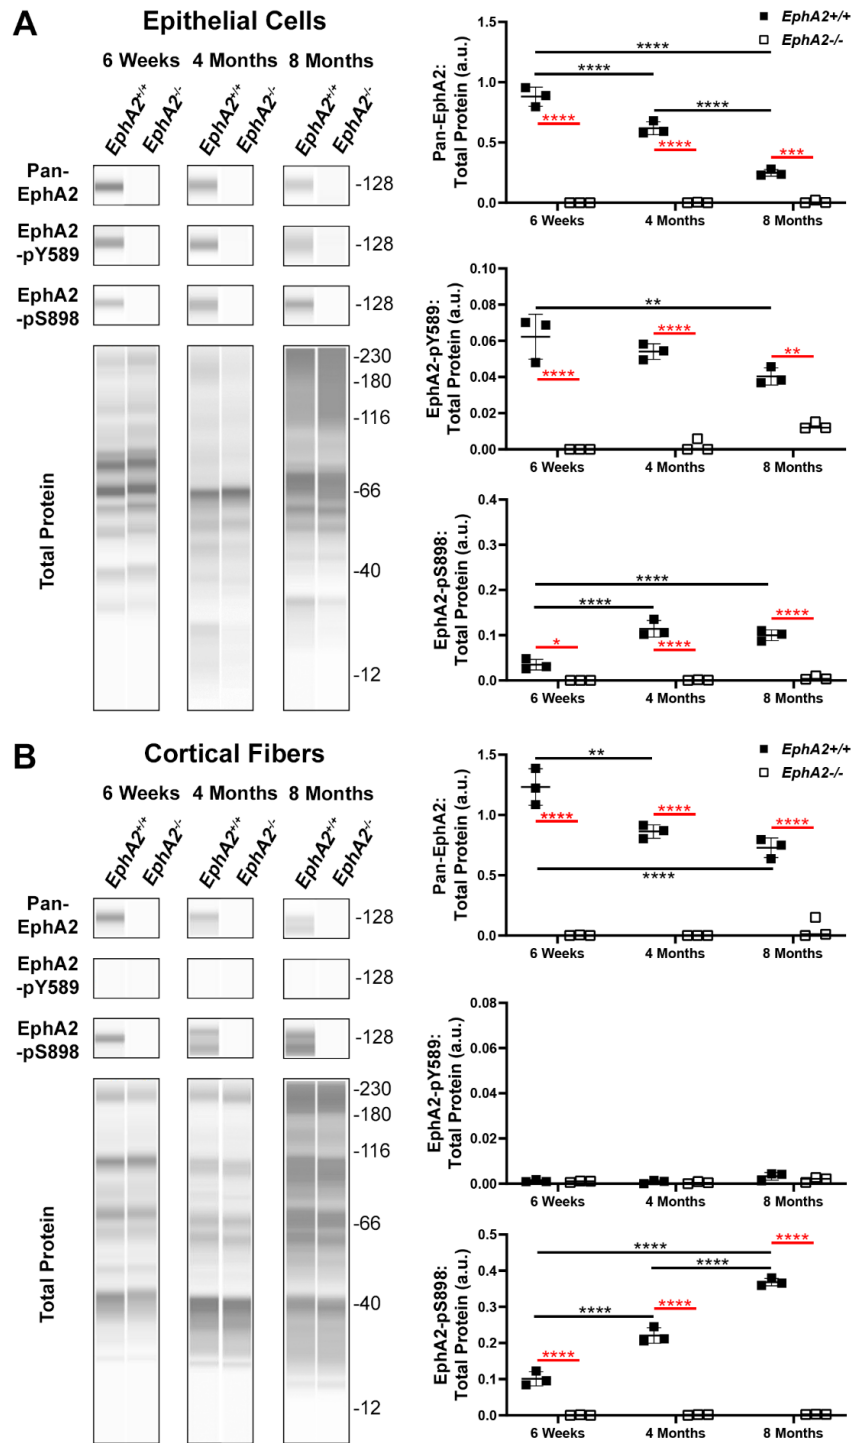 A
Epithelial Cells
6 Weeks 4 Months 8 Months
EphA2+/+ EphA2-/- EphA2+/+ EphA2-/- EphA2+/+ EphA2-/-
Pan-
EphA2
-128
EphA2
-pY589
-128
EphA2
-pS898
-128
Total Protein
-230
-180
-116
-66
-40
-12
EphA2+/+
EphA2-/-
Pan-EphA2:
Total Protein (a.u.)
1.5
1.0
0.5
0.0
****
****
****
****
****
***
6 Weeks 4 Months 8 Months
EphA2-pY589:
Total Protein (a.u.)
0.10
0.08
0.06
0.04
0.02
0.00
**
****
****
**
6 Weeks 4 Months 8 Months
EphA2-pS898:
Total Protein (a.u.)
0.4
0.3
0.2
0.1
0.0
****
****
*
****
****
6 Weeks 4 Months 8 Months
B
Cortical Fibers
6 Weeks 4 Months 8 Months
EphA2+/+ EphA2-/- EphA2+/+ EphA2-/- EphA2+/+ EphA2-/-
Pan-
EphA2
-128
EphA2
-pY589
-128
EphA2
-pS898
-128
Total Protein
-230
-180
-116
-66
-40
-12
EphA2+/+
EphA2-/-
Pan-EphA2:
Total Protein (a.u.)
1.5
1.0
0.5
0.0
**
****
****
****
****
6 Weeks 4 Months 8 Months
EphA2-pY589:
Total Protein (a.u.)
0.08
0.06
0.04
0.02
0.00
6 Weeks 4 Months 8 Months
EphA2-pS898:
Total Protein (a.u.)
0.5
0.4
0.3
0.2
0.1
0.0
****
****
****
****
****
****
6 Weeks 4 Months 8 Months